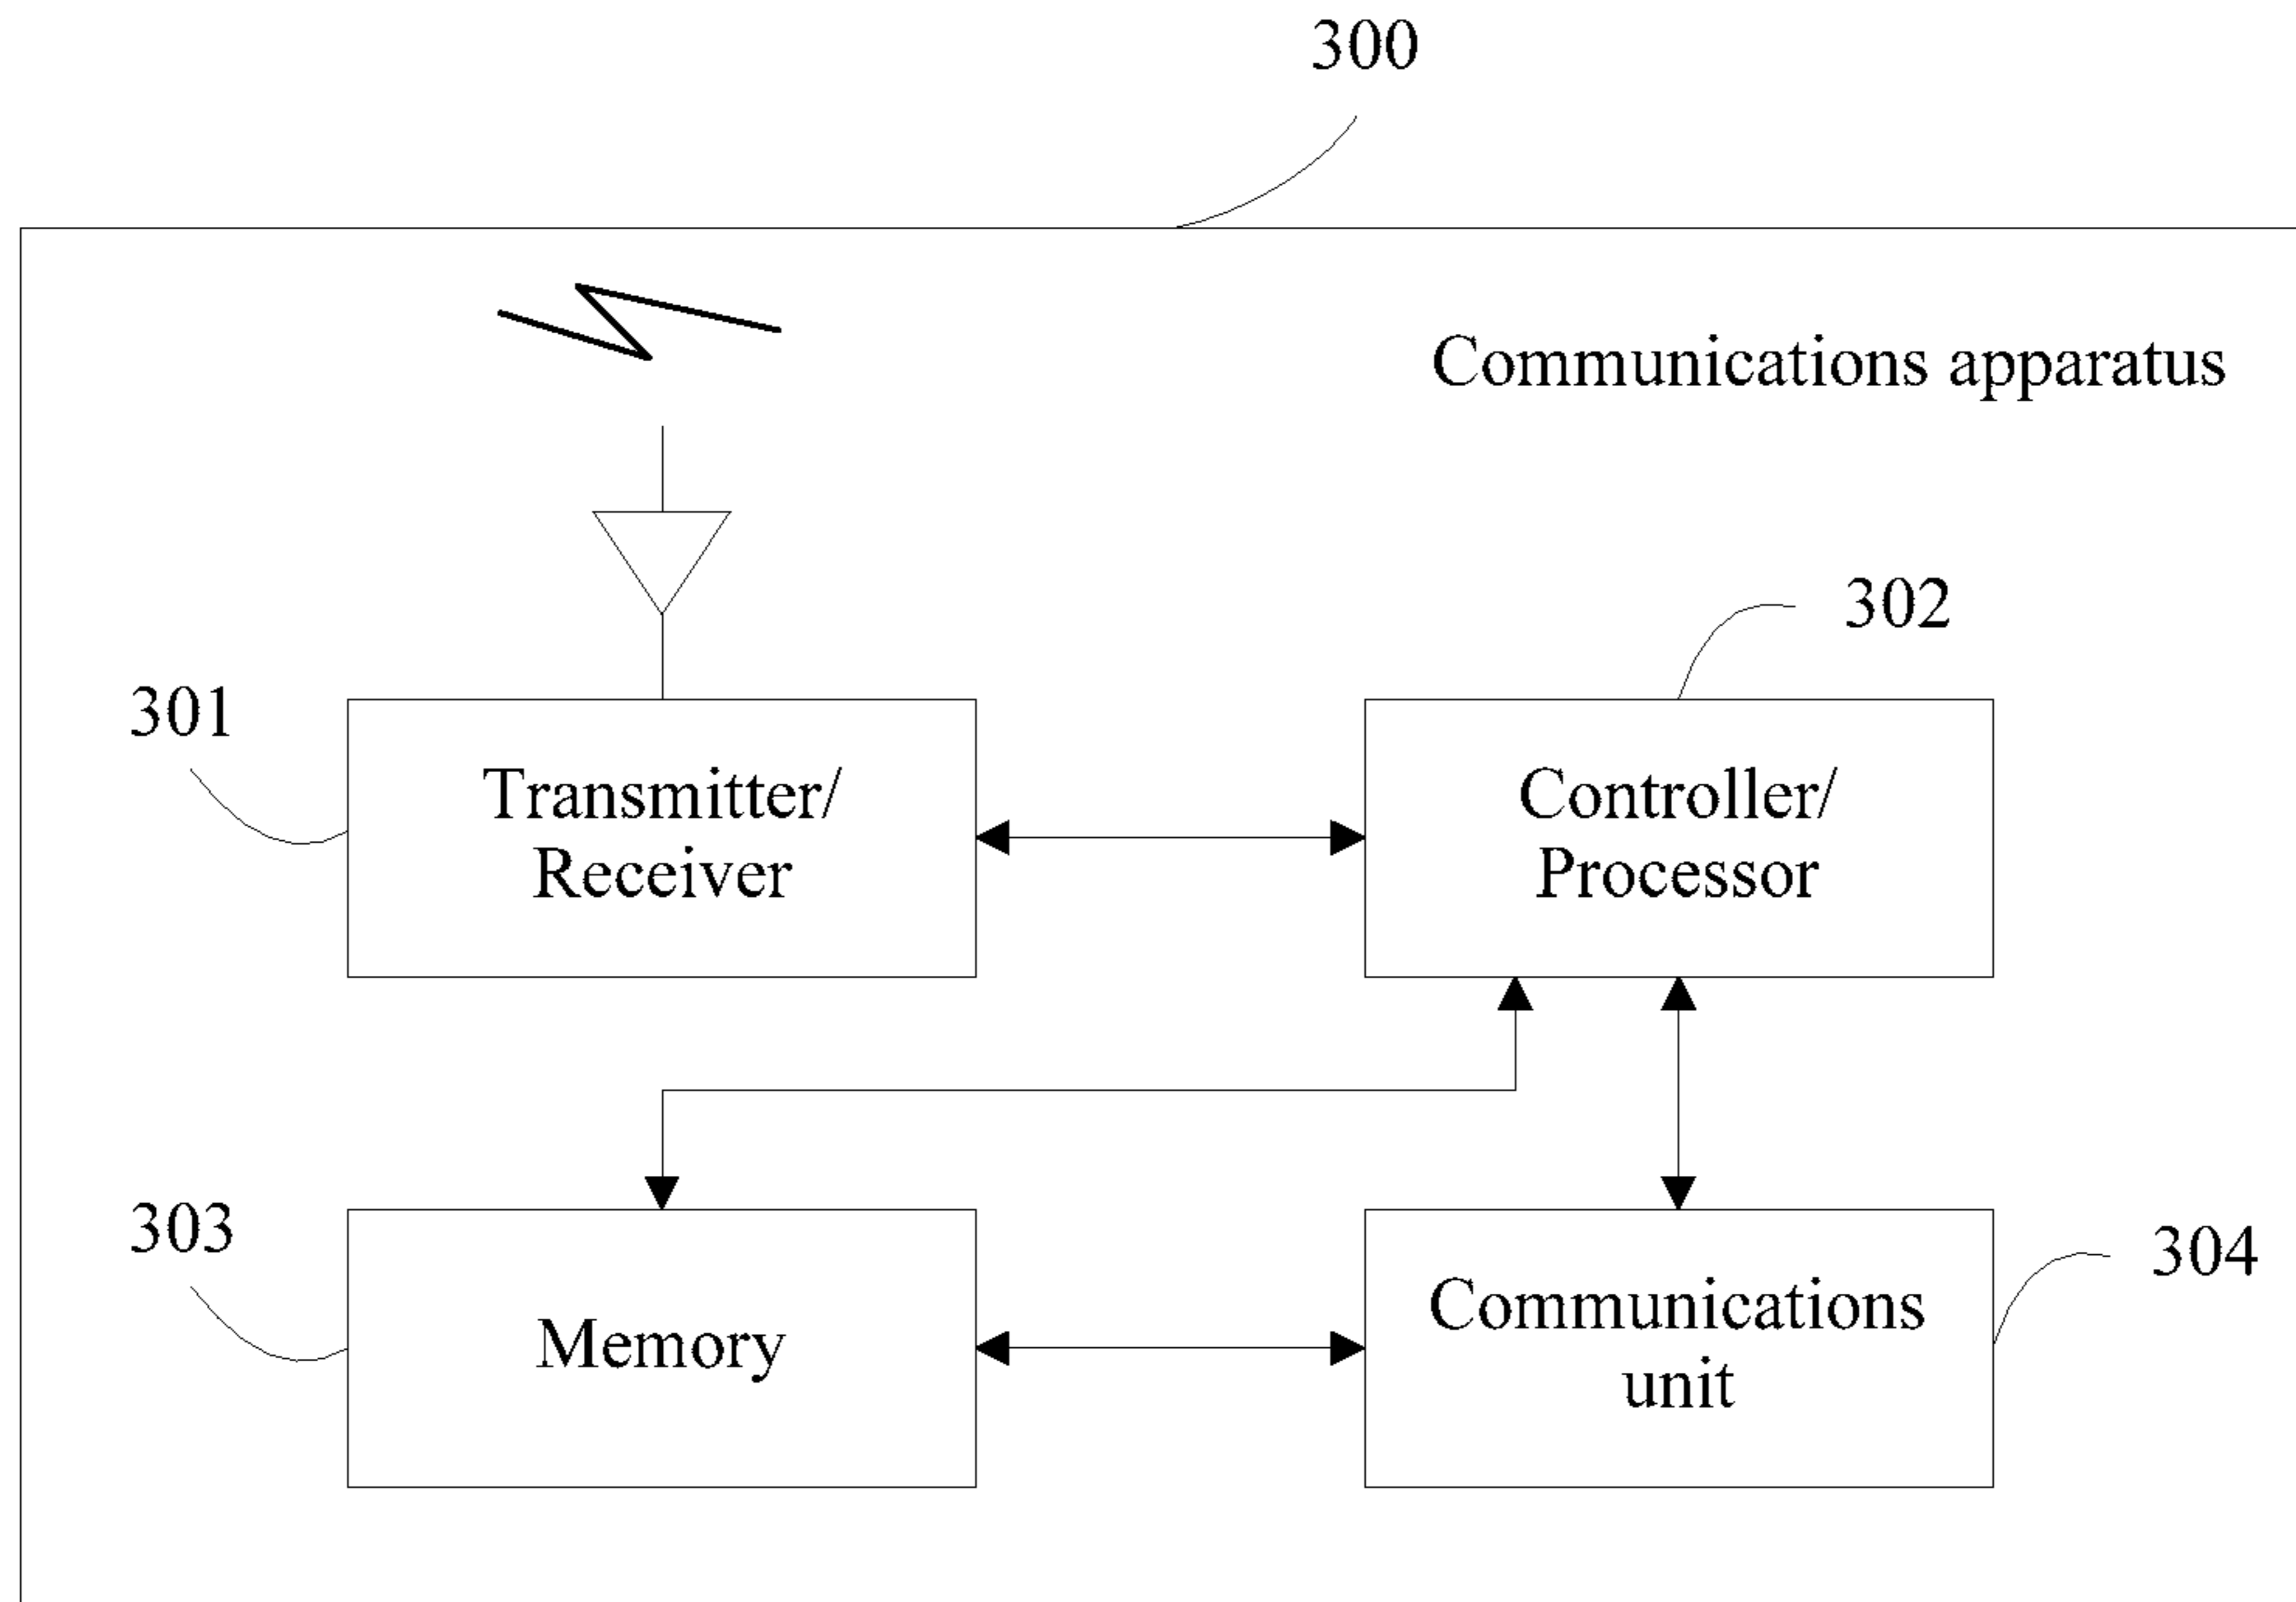 300
Communications apparatus
302
301
Transmitter/
Receiver
Controller/
Processor
303
304
Memory
Communications
unit